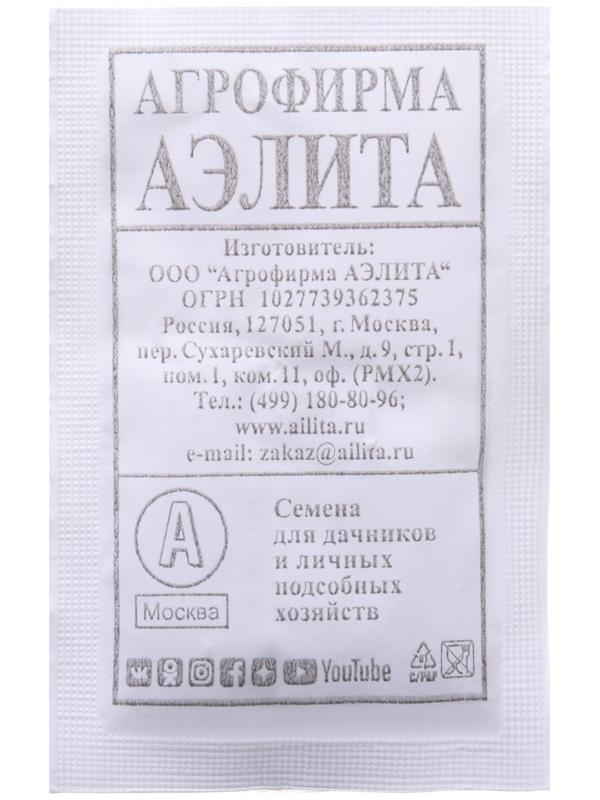 АГРОФИРМА
АЭЛИТА
Изготовитель:
ООО “Агрофирма АЭЛИТА“
ОГРН 1027739362375
Россия, 127051, г. Москва,
пер. Сухаревский М., д. 9, стр. 1,
пом. 1, ком. 11, оф. (РМХ2).
Тел.: (499) 180-80-96;
www.ailita.ru
e-mail: zakaz@ailita.ru
А
Москва
Семена
для дачников
и личных
подсобных
хозяйств
YouTube
C/PAP